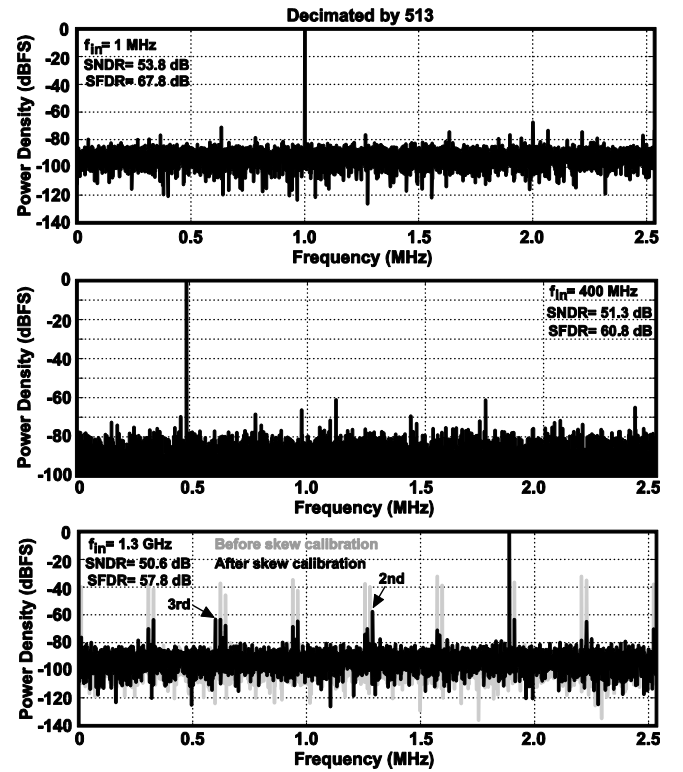 Decimated by 513
Power Density (dBFS)
0
-20
-40
-60
-80
-100
-120
-140
fin= 1 MHz
SNDR= 53.8 dB
SFDR= 67.8 dB
0 0.5 1.0 1.5 2.0 2.5
Frequency (MHz)
Power Density (dBFS)
0
-20
-40
-60
-80
-100
fin= 400 MHz
SNDR= 51.3 dB
SFDR= 60.8 dB
0 0.5 1.0 1.5 2.0 2.5
Frequency (MHz)
Power Density (dBFS)
0
-20
-40
-60
-80
-100
-120
-140
fin= 1.3 GHz Before skew calibration
SNDR= 50.6 dB After skew calibration
SFDR= 57.8 dB
3rd
2nd
0 0.5 1.0 1.5 2.0 2.5
Frequency (MHz)